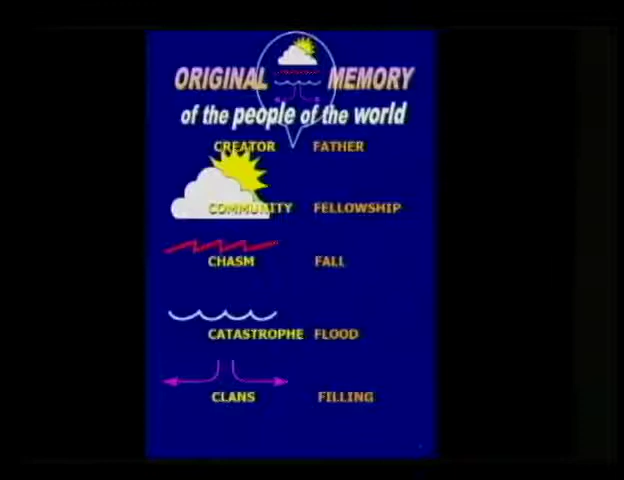 ORIGINAL MEMORY
of the people of the world
CREATOR FATHER
COMMUNITY FELLOWSHIP
CHASM FALL
CATASTROPHE FLOOD
CLANS FILLING